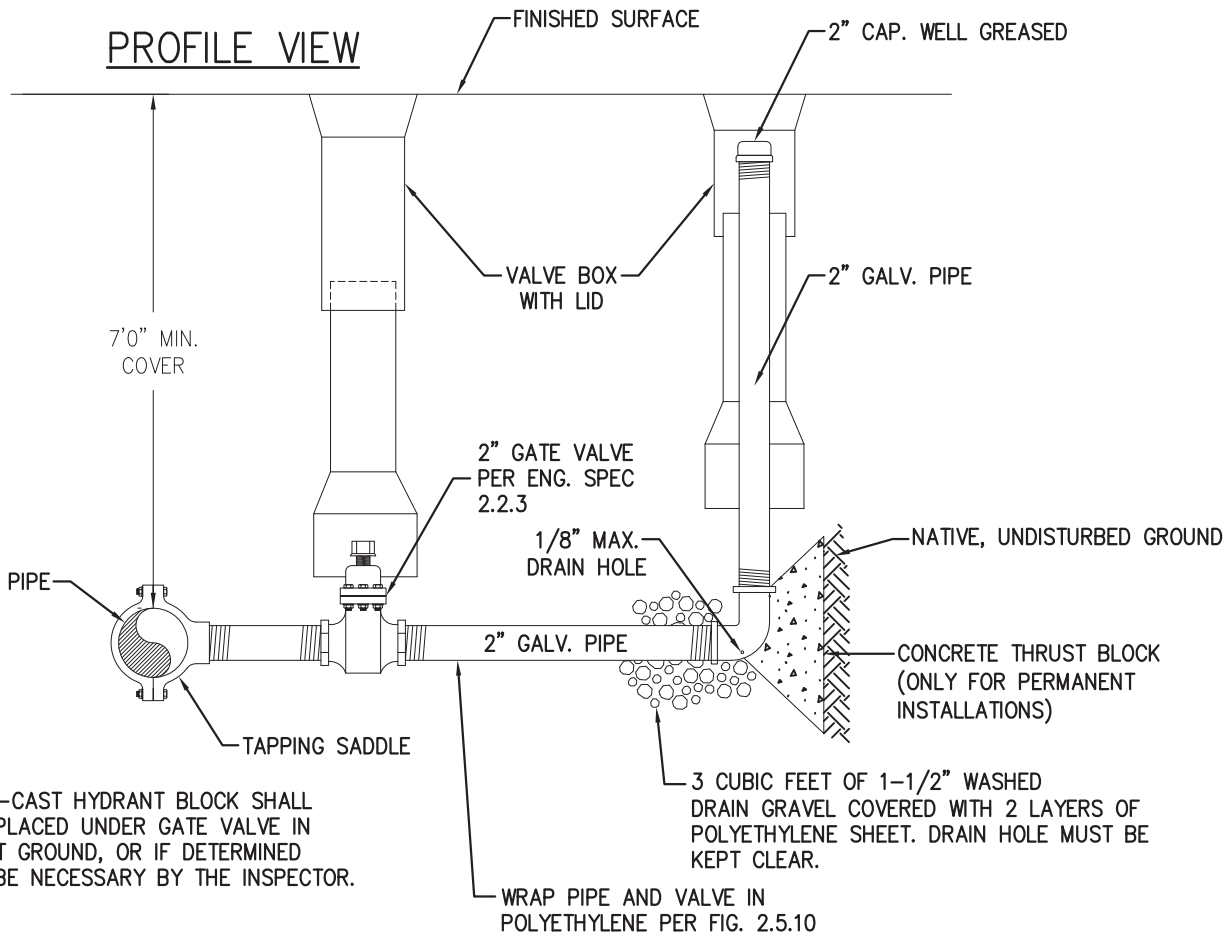 PROFILE VIEW
FINISHED SURFACE
2” CAP. WELL GREASED
VALVE BOX
WITH LID
2” GALV. PIPE
7’0” MIN.
COVER
2” GATE VALVE
PER ENG. SPEC
2.2.3
1/8” MAX.
DRAIN HOLE
NATIVE, UNDISTURBED GROUND
PIPE
2” GALV. PIPE
CONCRETE THRUST BLOCK
(ONLY FOR PERMANENT
INSTALLATIONS)
TAPPING SADDLE
3 CUBIC FEET OF 1–1/2” WASHED
DRAIN GRAVEL COVERED WITH 2 LAYERS OF
POLYETHYLENE SHEET. DRAIN HOLE MUST BE
KEPT CLEAR.
–CAST HYDRANT BLOCK SHALL
PLACED UNDER GATE VALVE IN
GROUND, OR IF DETERMINED
BE NECESSARY BY THE INSPECTOR.
WRAP PIPE AND VALVE IN
POLYETHYLENE PER FIG. 2.5.10